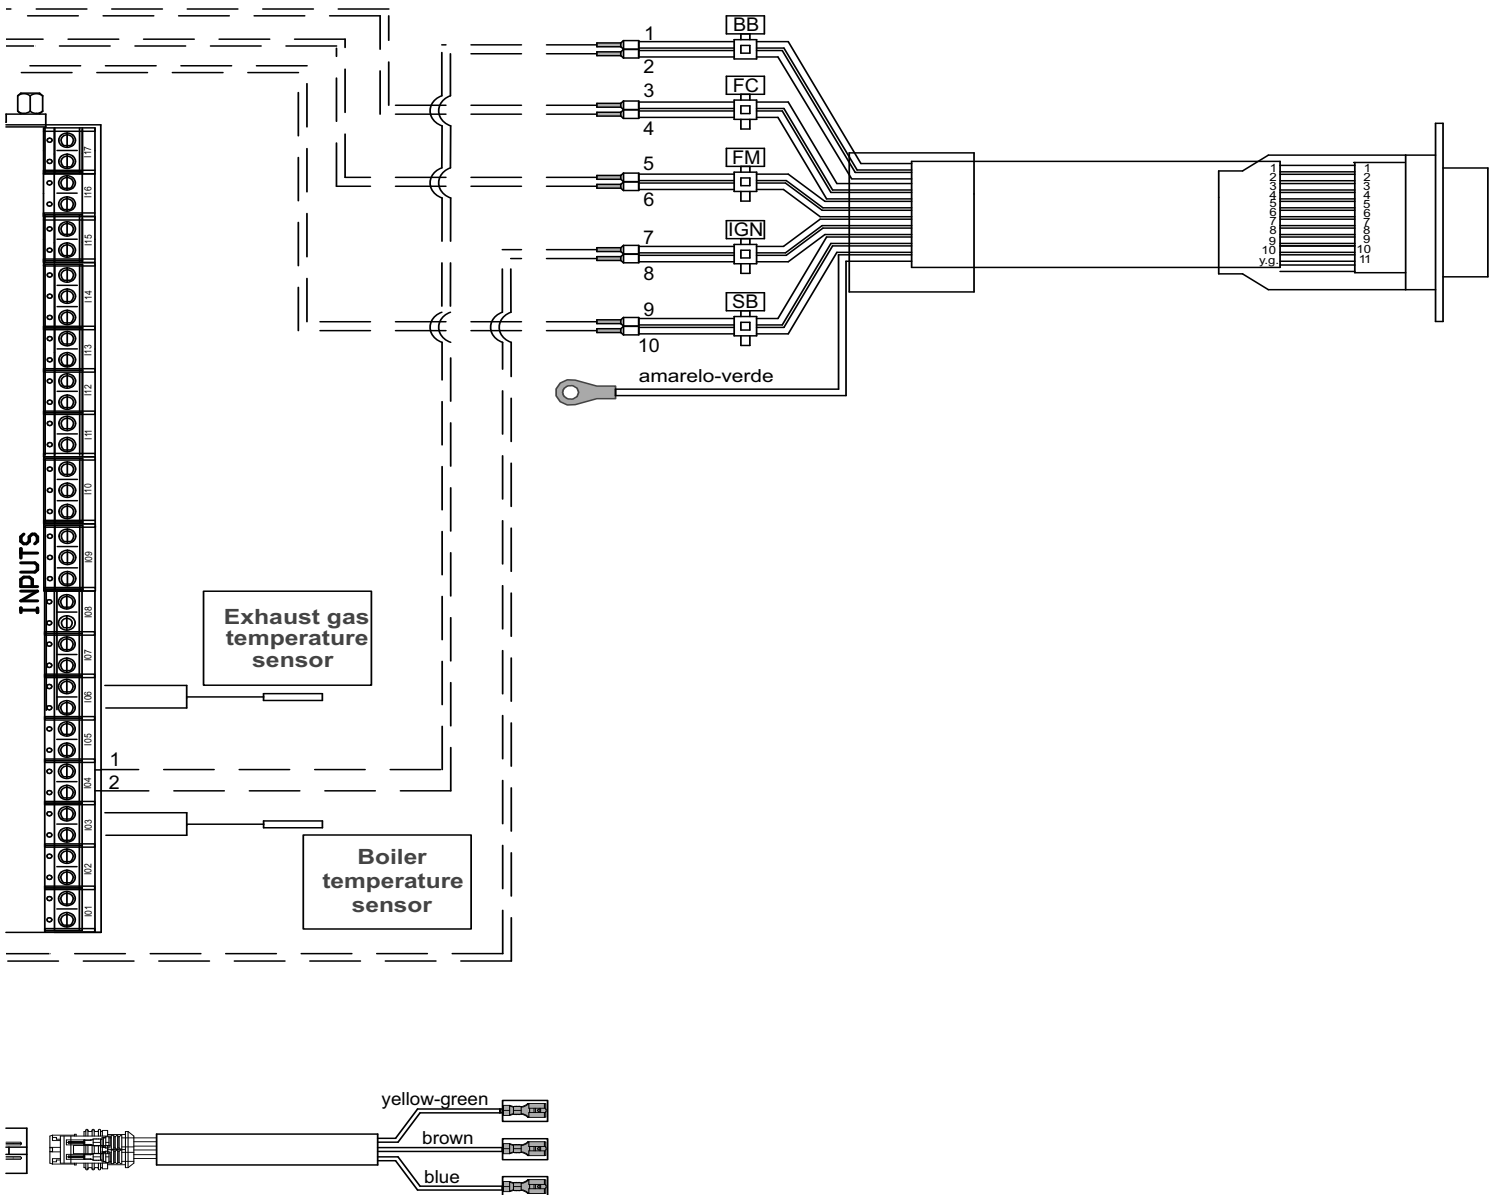 1
BB
2
3
FC
4
5
FM
6
7
IGN
8
9
SB
10
amarelo-verde
1 1
2 2
3 3
4 4
5 5
6 6
7 7
8 8
9 9
10 10
y.g. 11
I17
I16
I15
I14
I13
I12
I11
I10
I09
I08
I07
I06
I05
I04
I03
I02
I01
INPUTS
Exhaust gas
temperature
sensor
1
2
Boiler
temperature
sensor
yellow-green
brown
blue